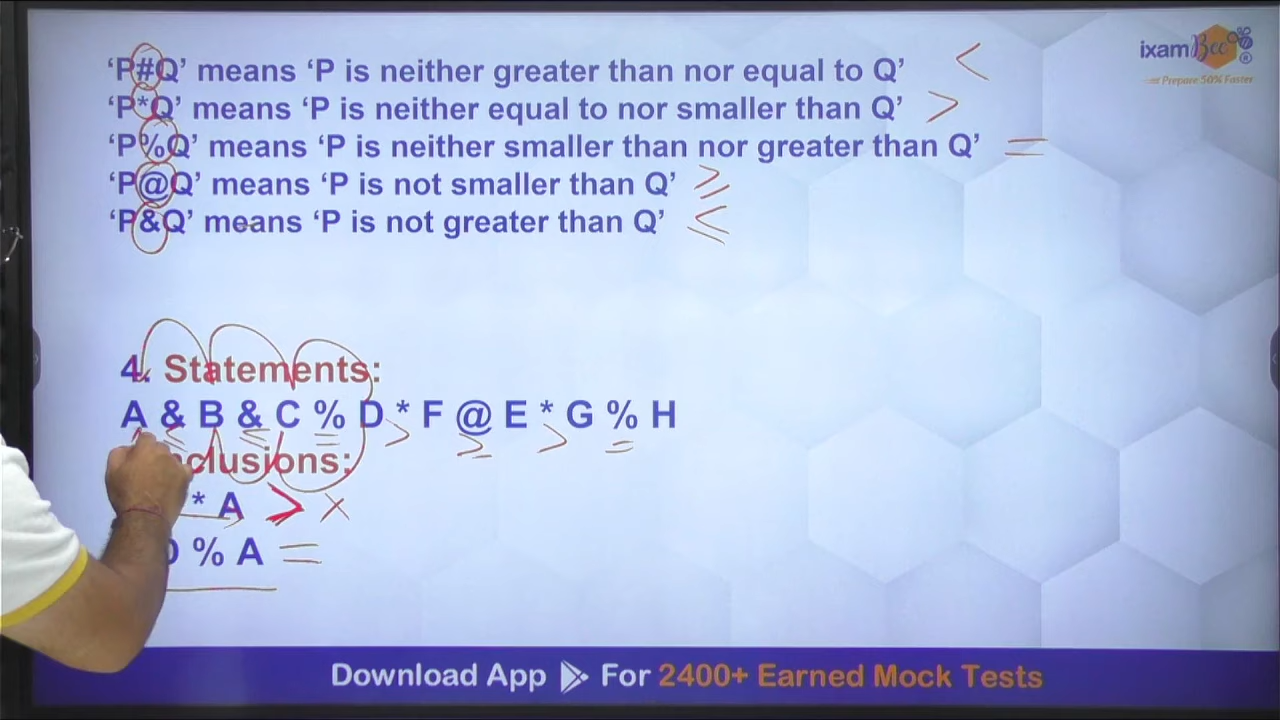 ixamBee
Prepare 50% Faster
‘P#Q’ means ‘P is neither greater than nor equal to Q’ <
‘P*Q’ means ‘P is neither equal to nor smaller than Q’ >
‘P%Q’ means ‘P is neither smaller than nor greater than Q’ =
‘P@Q’ means ‘P is not smaller than Q’ ≥
‘P&Q’ means ‘P is not greater than Q’ ≤
4. Statements:
A & B & C % D * F @ E * G % H
≤ ≤ = > ≥ > =
clusions:
* A > ×
% A =
Download App For 2400+ Earned Mock Tests